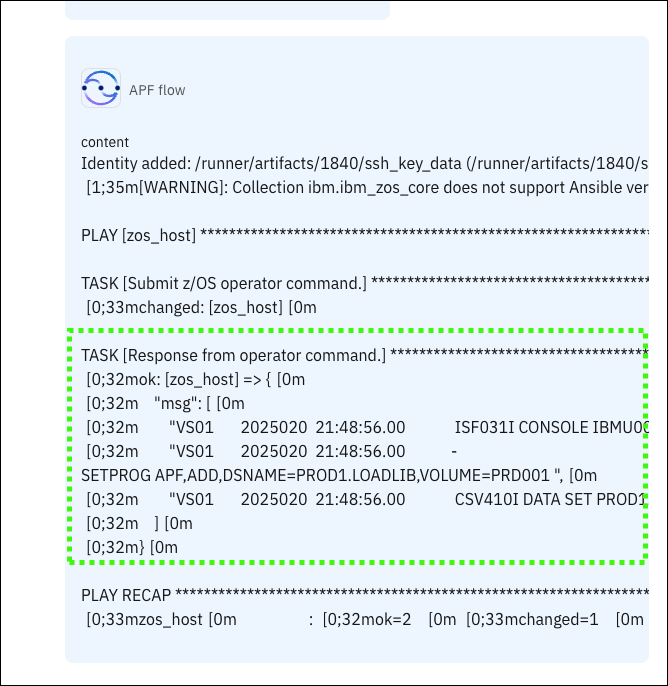 APF flow
content
Identity added: /runner/artifacts/1840/ssh_key_data (/runner/artifacts/1840/s
[1;35m[WARNING]: Collection ibm.ibm_zos_core does not support Ansible ver
PLAY [zos_host] **************************************************************
TASK [Submit z/OS operator command.] **************************************
[0;33mchanged: [zos_host] [0m
TASK [Response from operator command.] ***********************************
[0;32mok: [zos_host] => { [0m
[0;32m    "msg": [ [0m
[0;32m        "VS01      2025020  21:48:56.00           ISF031I CONSOLE IBMU00
[0;32m        "VS01      2025020  21:48:56.00           -
SETPROG APF,ADD,DSNAME=PROD1.LOADLIB,VOLUME=PRD001 ", [0m
[0;32m        "VS01      2025020  21:48:56.00           CSV410I DATA SET PROD1
[0;32m    ] [0m
[0;32m} [0m
PLAY RECAP ******************************************************************
[0;33mzos_host [0m                 :  [0;32mok=2    [0m  [0;33mchanged=1    [0m